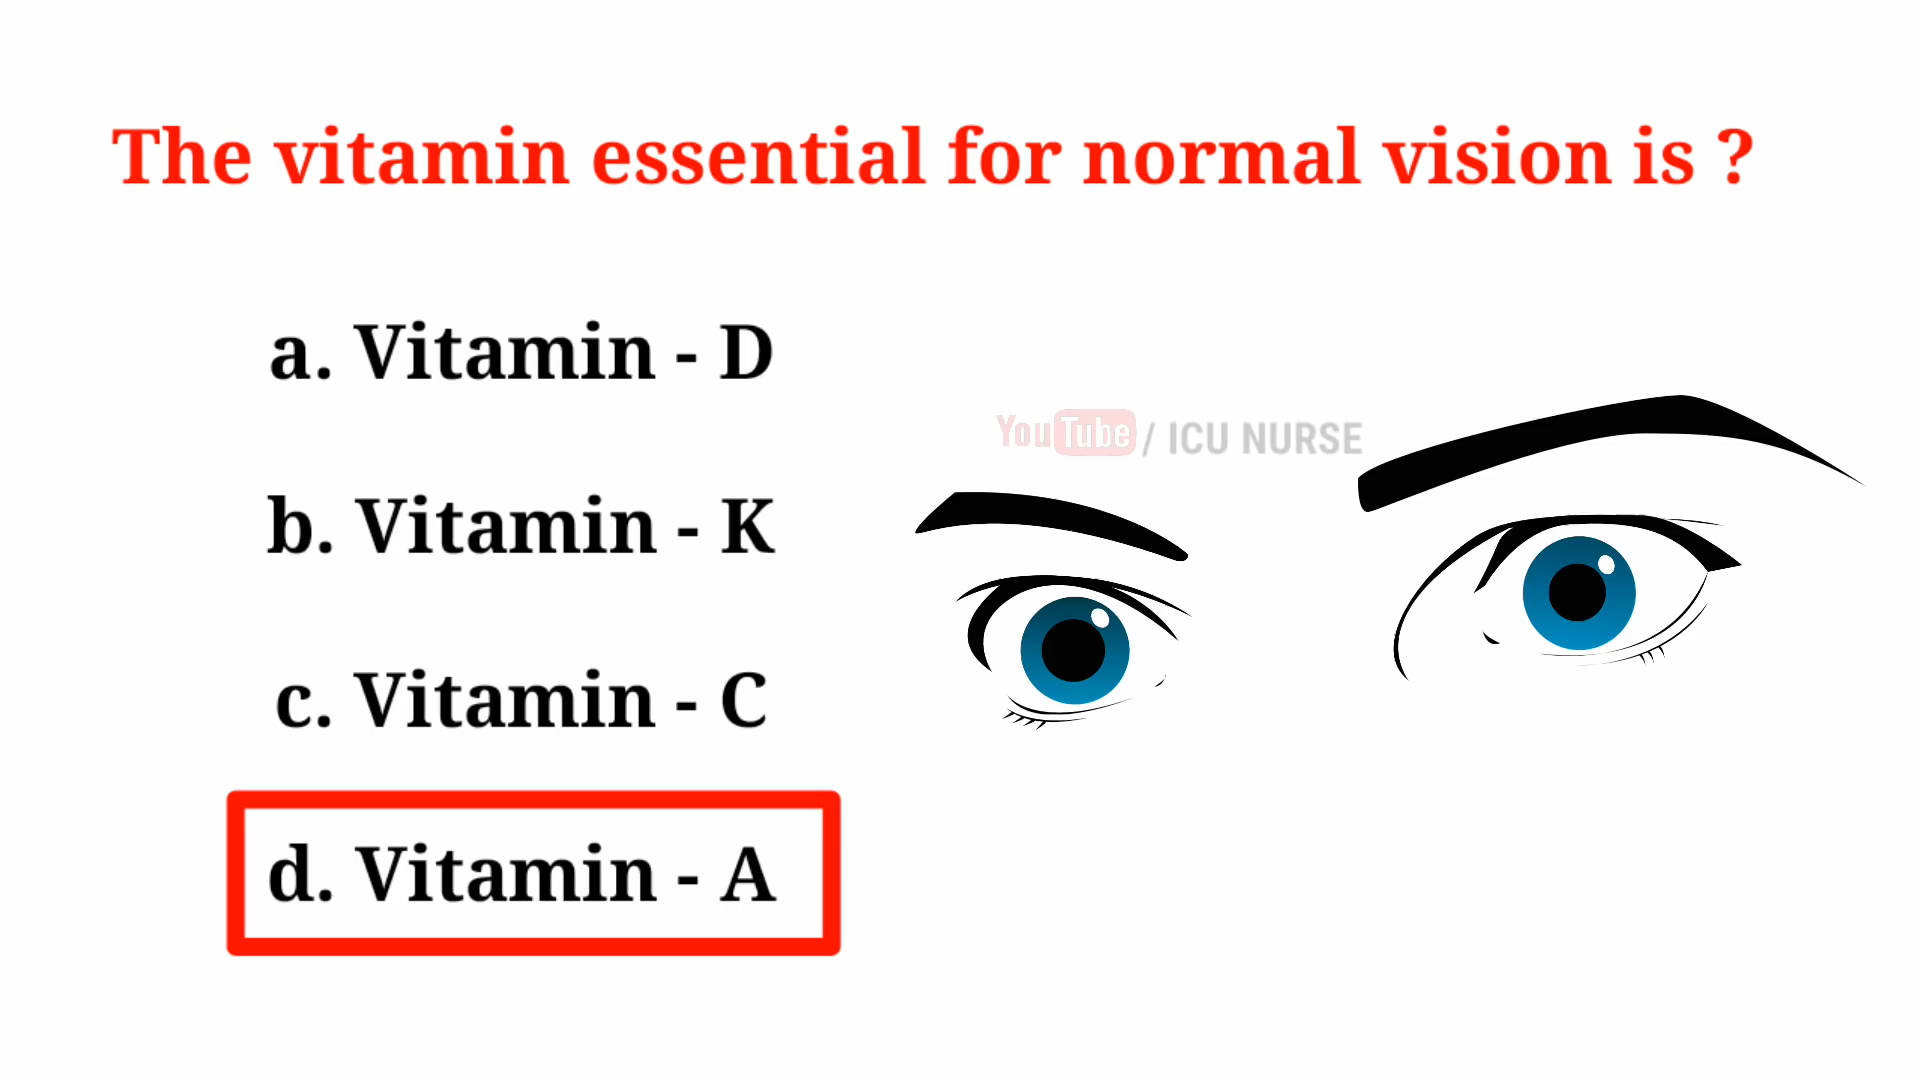 The vitamin essential for normal vision is ?
a. Vitamin - D
YouTube / ICU NURSE
b. Vitamin - K
c. Vitamin - C
d. Vitamin - A